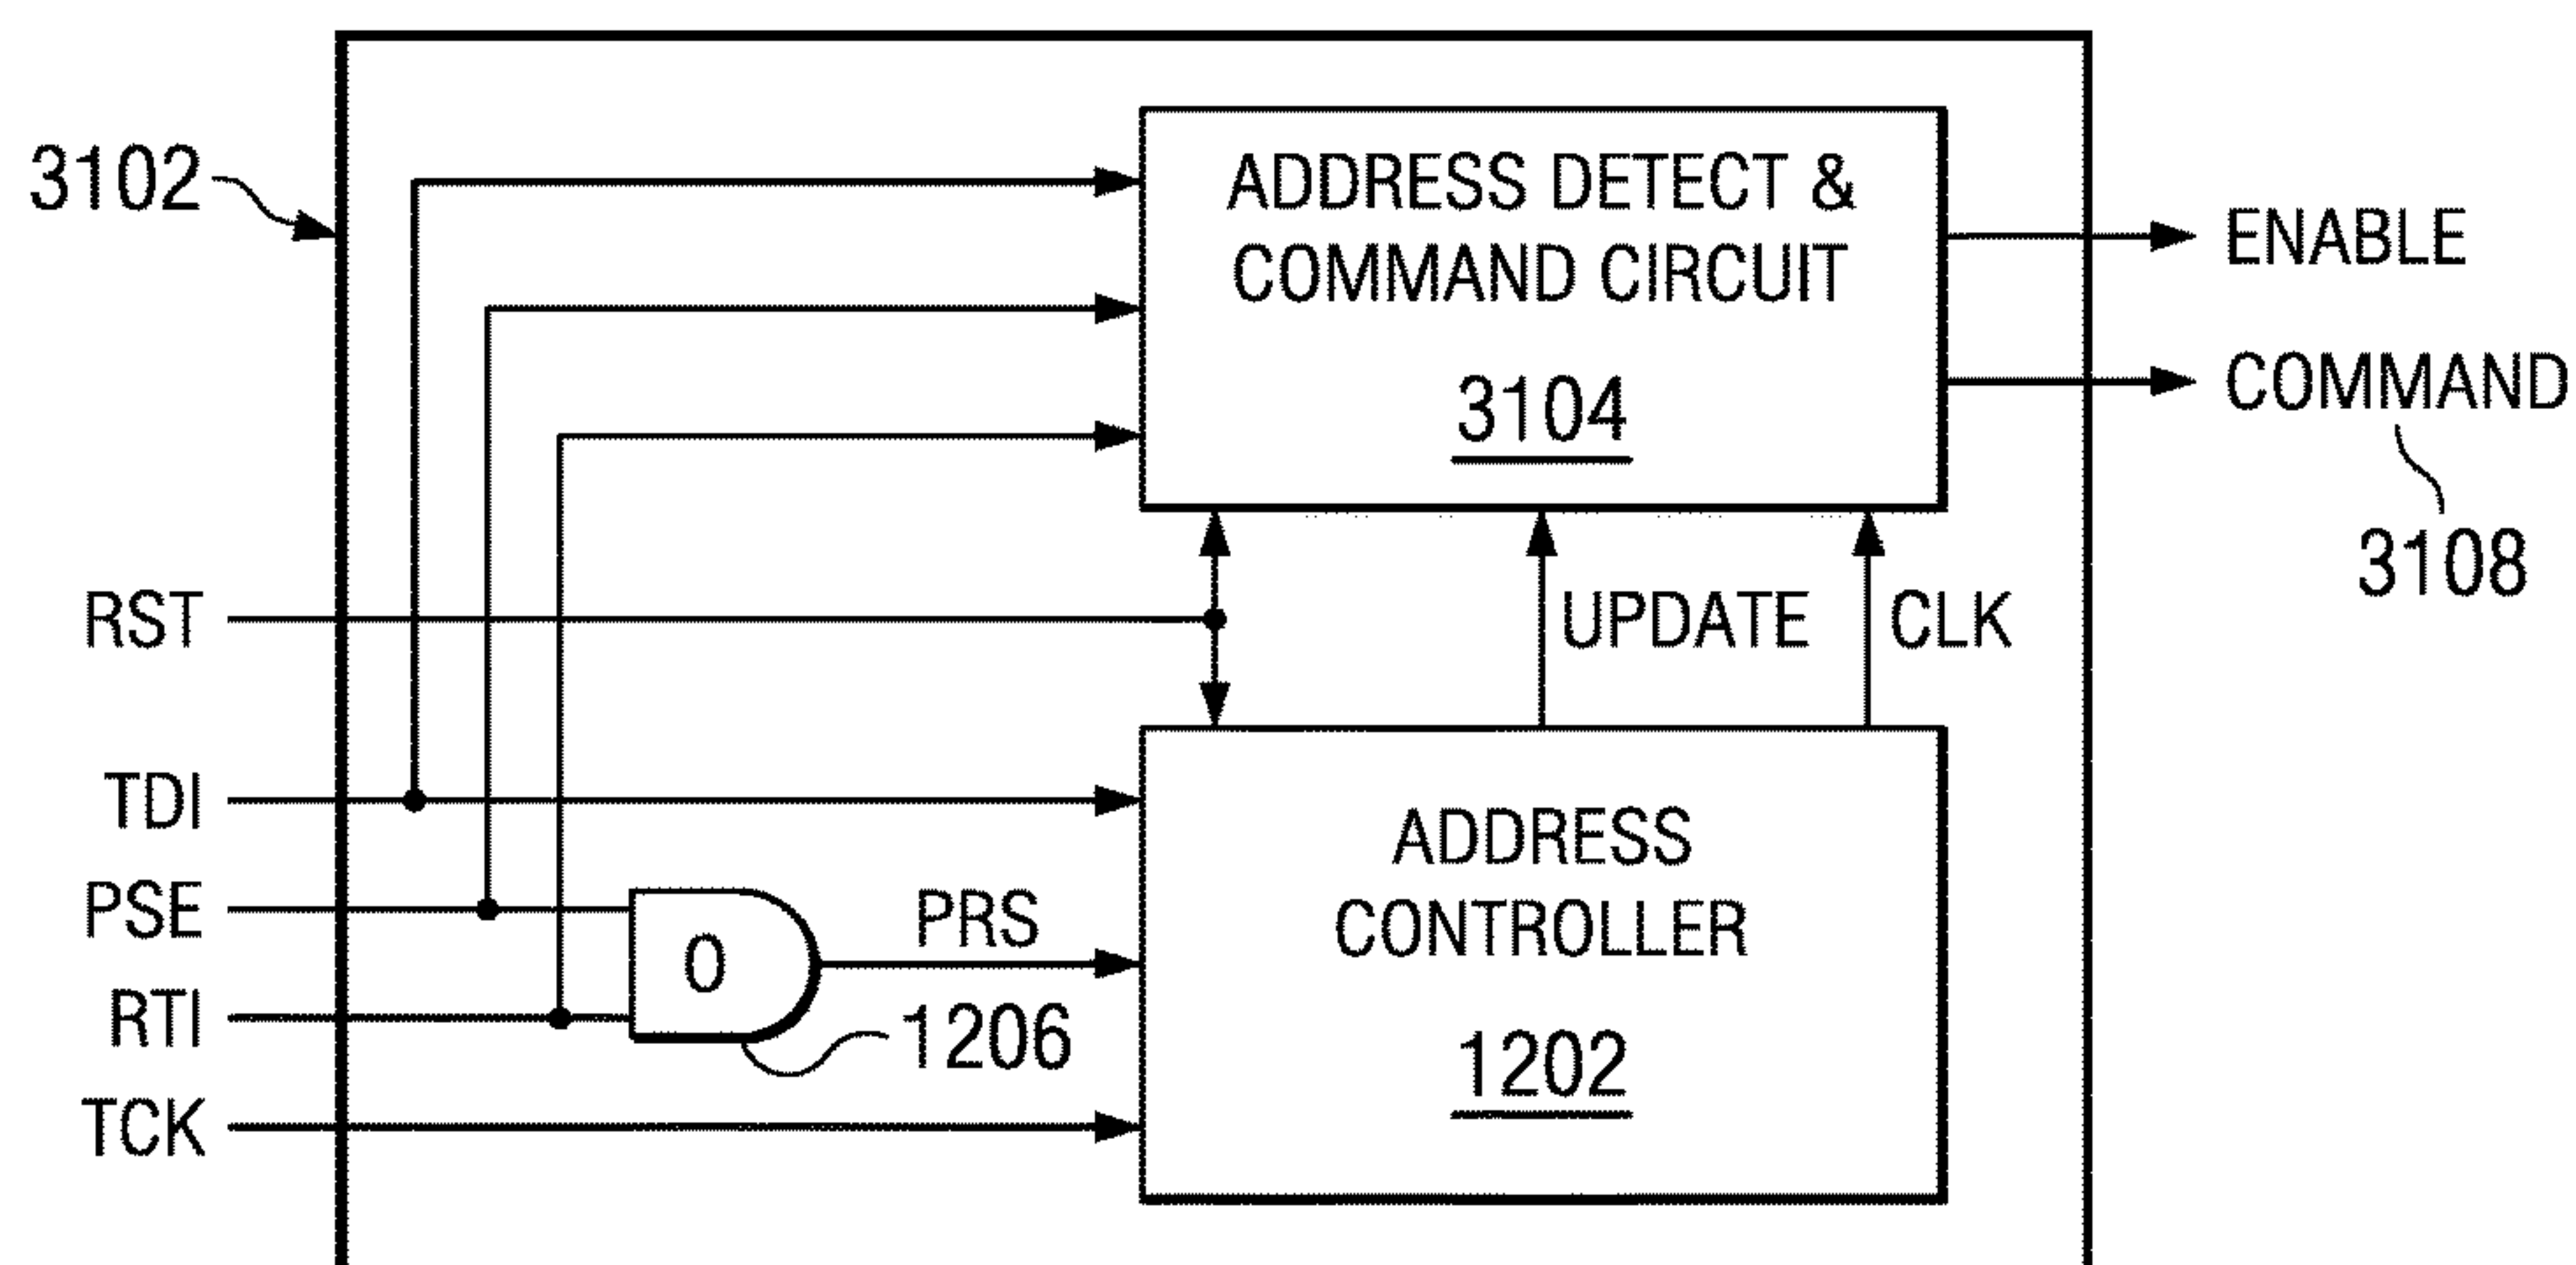 3102
ADDRESS DETECT &
COMMAND CIRCUIT
3104
ENABLE
COMMAND
3108
RST
UPDATE
CLK
TDI
PSE
RTI
TCK
O
PRS
1206
ADDRESS
CONTROLLER
1202